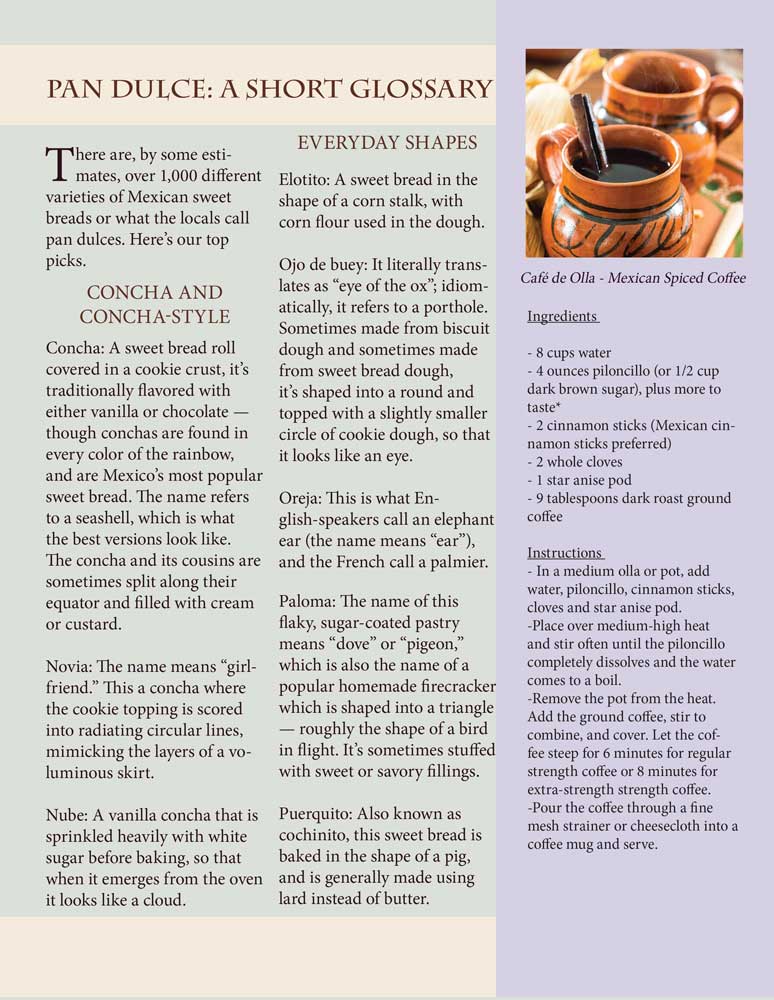 PAN DULCE: A SHORT GLOSSARY
There are, by some esti-
mates, over 1,000 different
varieties of Mexican sweet
breads or what the locals call
pan dulces. Here's our top
picks.
CONCHA AND
CONCHA-STYLE
Concha: A sweet bread roll
covered in a cookie crust, it's
traditionally flavored with
either vanilla or chocolate —
though conchas are found in
every color of the rainbow,
and are Mexico's most popular
sweet bread. The name refers
to a seashell, which is what
the best versions look like.
The concha and its cousins are
sometimes split along their
equator and filled with cream
or custard.
Novia: The name means “girl-
friend.” This a concha where
the cookie topping is scored
into radiating circular lines,
mimicking the layers of a vo-
luminous skirt.
Nube: A vanilla concha that is
sprinkled heavily with white
sugar before baking, so that
when it emerges from the oven
it looks like a cloud.
EVERYDAY SHAPES
Elotito: A sweet bread in the
shape of a corn stalk, with
corn flour used in the dough.
Ojo de buey: It literally trans-
lates as “eye of the ox”; idiom-
atically, it refers to a porthole.
Sometimes made from biscuit
dough and sometimes made
from sweet bread dough,
it's shaped into a round and
topped with a slightly smaller
circle of cookie dough, so that
it looks like an eye.
Oreja: This is what En-
glish-speakers call an elephant
ear (the name means “ear”),
and the French call a palmier.
Paloma: The name of this
flaky, sugar-coated pastry
means “dove” or “pigeon,”
which is also the name of a
popular homemade firecracker
which is shaped into a triangle
— roughly the shape of a bird
in flight. It's sometimes stuffed
with sweet or savory fillings.
Puerquito: Also known as
cochinito, this sweet bread is
baked in the shape of a pig,
and is generally made using
lard instead of butter.
Café de Olla - Mexican Spiced Coffee
Ingredients
- 8 cups water
- 4 ounces piloncillo (or 1/2 cup
dark brown sugar), plus more to
taste*
- 2 cinnamon sticks (Mexican cin-
namon sticks preferred)
- 2 whole cloves
- 1 star anise pod
- 9 tablespoons dark roast ground
coffee
Instructions
- In a medium olla or pot, add
water, piloncillo, cinnamon sticks,
cloves and star anise pod.
-Place over medium-high heat
and stir often until the piloncillo
completely dissolves and the water
comes to a boil.
-Remove the pot from the heat.
Add the ground coffee, stir to
combine, and cover. Let the cof-
fee steep for 6 minutes for regular
strength coffee or 8 minutes for
extra-strength strength coffee.
-Pour the coffee through a fine
mesh strainer or cheesecloth into a
coffee mug and serve.